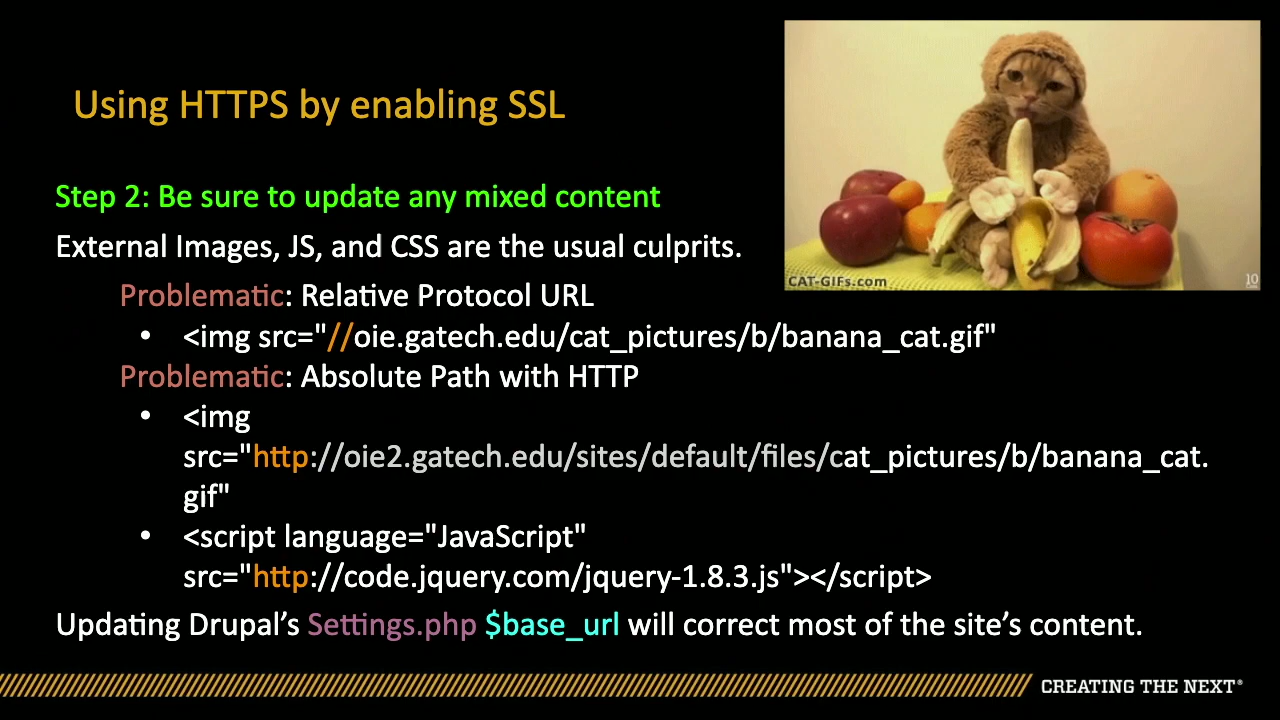 Using HTTPS by enabling SSL
Step 2: Be sure to update any mixed content
External Images, JS, and CSS are the usual culprits.
Problematic: Relative Protocol URL
• <img src="//oie.gatech.edu/cat_pictures/b/banana_cat.gif"
Problematic: Absolute Path with HTTP
• <img
src="http://oie2.gatech.edu/sites/default/files/cat_pictures/b/banana_cat.
gif"
• <script language="JavaScript"
src="http://code.jquery.com/jquery-1.8.3.js"></script>
Updating Drupal’s Settings.php $base_url will correct most of the site’s content.
CAT-GIFs.com
10
CREATING THE NEXT®